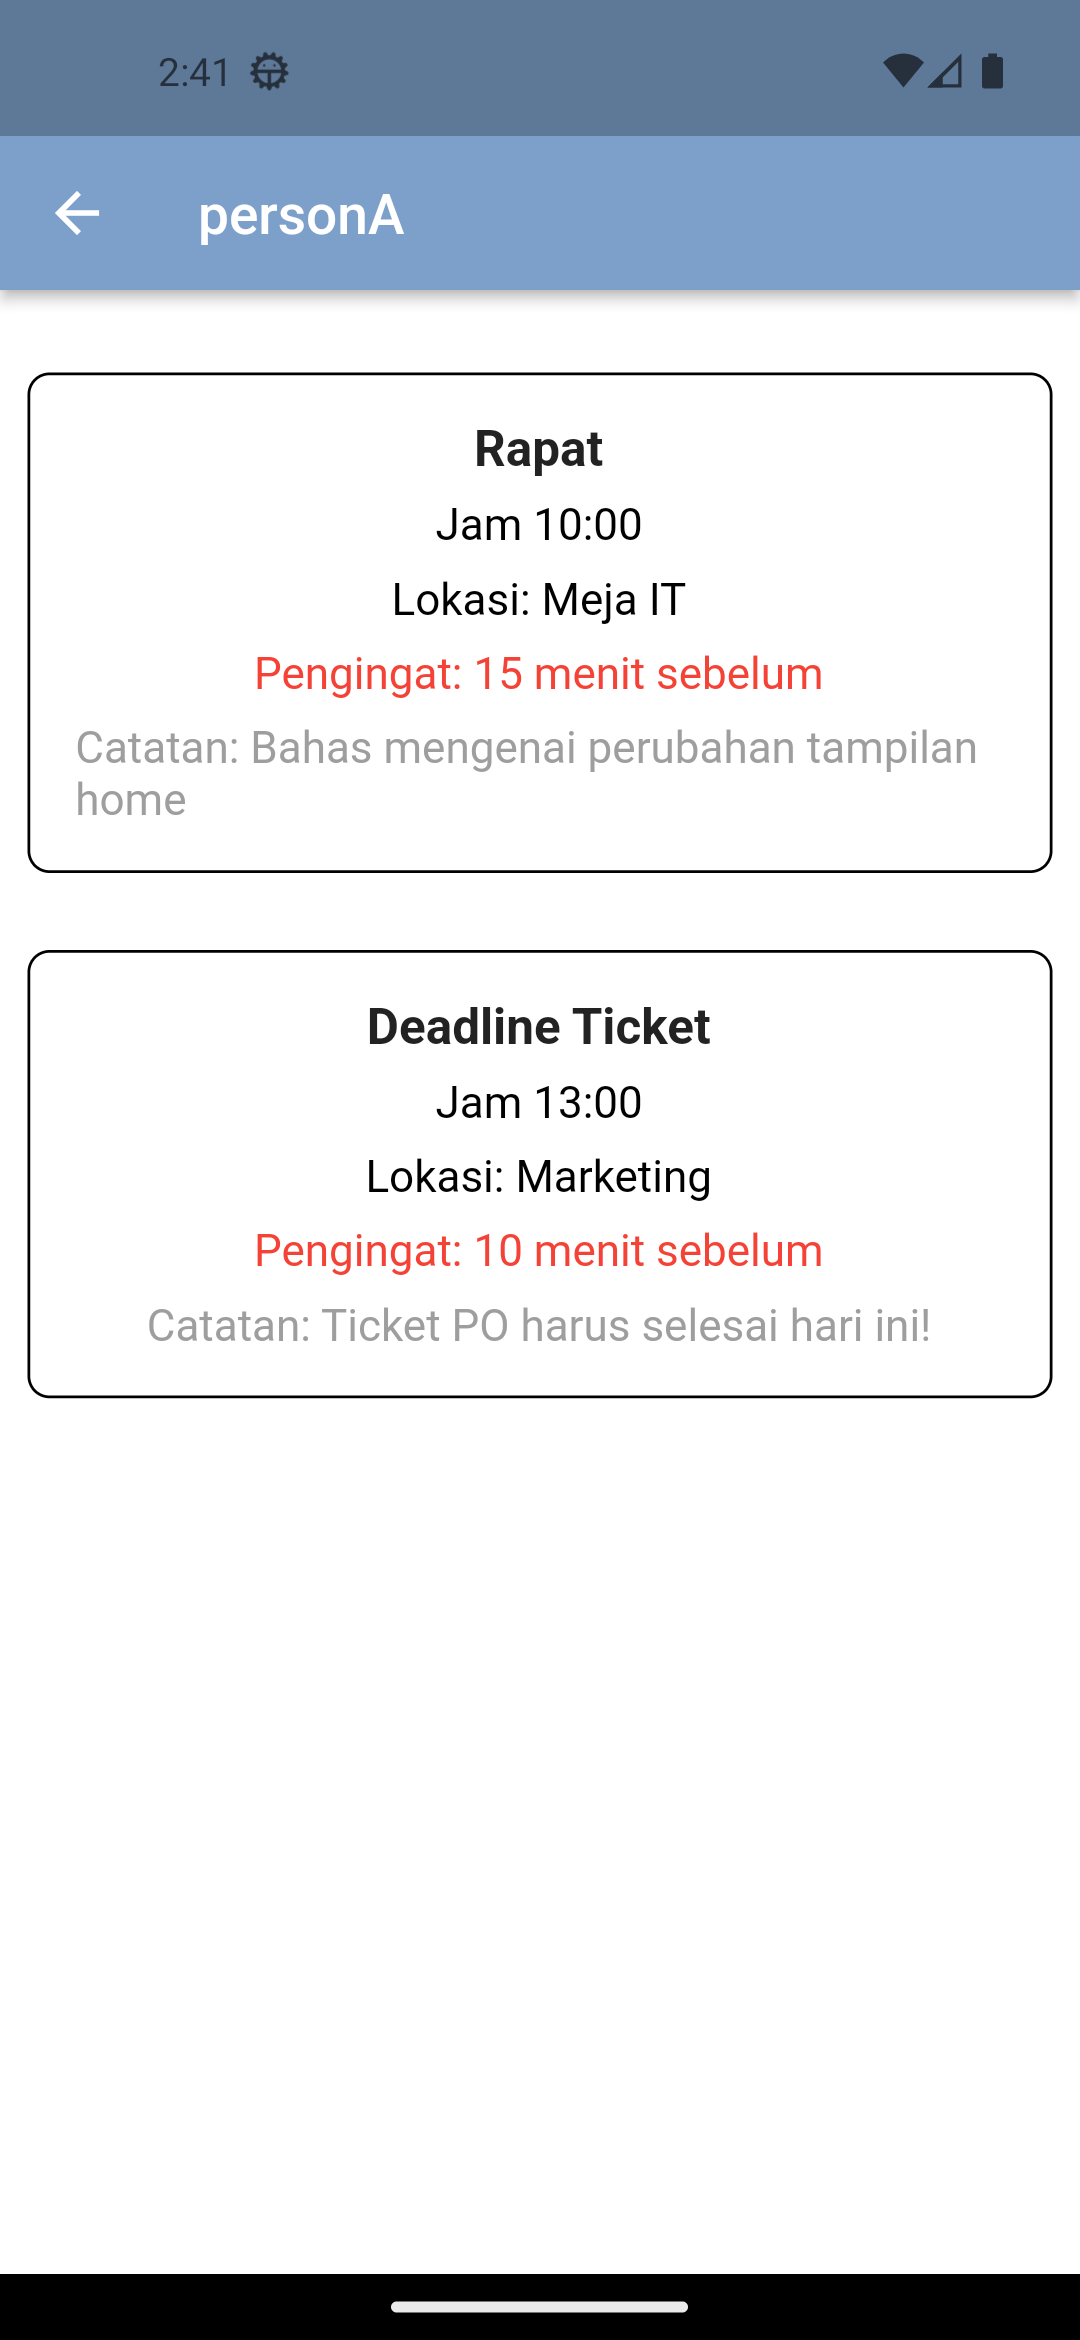 2:41
personA
Rapat
Jam 10:00
Lokasi: Meja IT
Pengingat: 15 menit sebelum
Catatan: Bahas mengenai perubahan tampilan
home
Deadline Ticket
Jam 13:00
Lokasi: Marketing
Pengingat: 10 menit sebelum
Catatan: Ticket PO harus selesai hari ini!